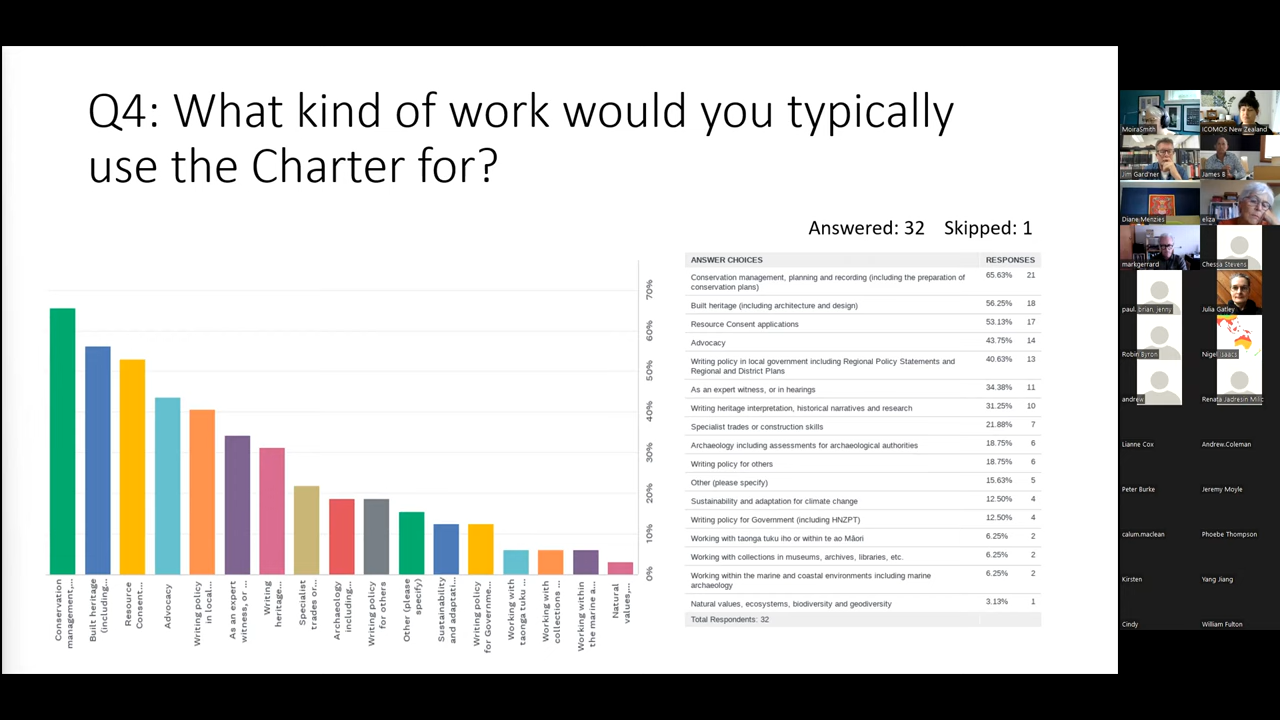 Q4: What kind of work would you typically
use the Charter for?
Answered: 32    Skipped: 1
70%
60%
50%
40%
30%
20%
10%
0%
Conservation
management,...
Built heritage
(including...
Resource
Consent...
Advocacy
Writing policy
in local...
As an expert
witness, or ...
Writing
heritage...
Specialist
trades or...
Archaeology
including...
Writing policy
for others
Other (please
specify)
Sustainability
and adaptati...
Writing policy
for Governme...
Working with
taonga tuku ...
Working with
collections ...
Working within
the marine a...
Natural
values,...
ANSWER CHOICES RESPONSES
Conservation management, planning and recording (including the preparation of 65.63% 21
conservation plans)
Built heritage (including architecture and design) 56.25% 18
Resource Consent applications 53.13% 17
Advocacy 43.75% 14
Writing policy in local government including Regional Policy Statements and 40.63% 13
Regional and District Plans
As an expert witness, or in hearings 34.38% 11
Writing heritage interpretation, historical narratives and research 31.25% 10
Specialist trades or construction skills 21.88% 7
Archaeology including assessments for archaeological authorities 18.75% 6
Writing policy for others 18.75% 6
Other (please specify) 15.63% 5
Sustainability and adaptation for climate change 12.50% 4
Writing policy for Government (including HNZPT) 12.50% 4
Working with taonga tuku iho or within te ao Māori 6.25% 2
Working with collections in museums, archives, libraries, etc. 6.25% 2
Working within the marine and coastal environments including marine 6.25% 2
archaeology
Natural values, ecosystems, biodiversity and geodiversity 3.13% 1
Total Respondents: 32
MoiraSmith ICOMOS New Zealand
Jim Gard'ner James B
Diane Menzies eliza
markgerrard Chessa Stevens
paul, brian, jenny Julia Gatley
Robin Byron Nigel Isaacs
andrew Renata Jadresin Milic
Lianne Cox Andrew.Coleman
Peter Burke Jeremy Moyle
calum.maclean Phoebe Thompson
Kirsten Yang Jiang
Cindy William Fulton